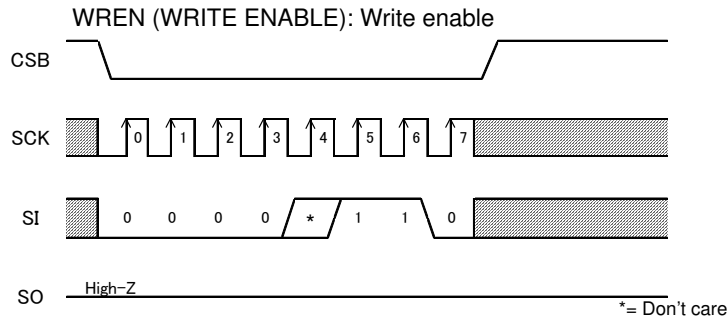 WREN (WRITE ENABLE): Write enable
CSB
SCK 0 1 2 3 4 5 6 7
SI 0 0 0 0 * 1 1 0
SO High-Z
*= Don't care